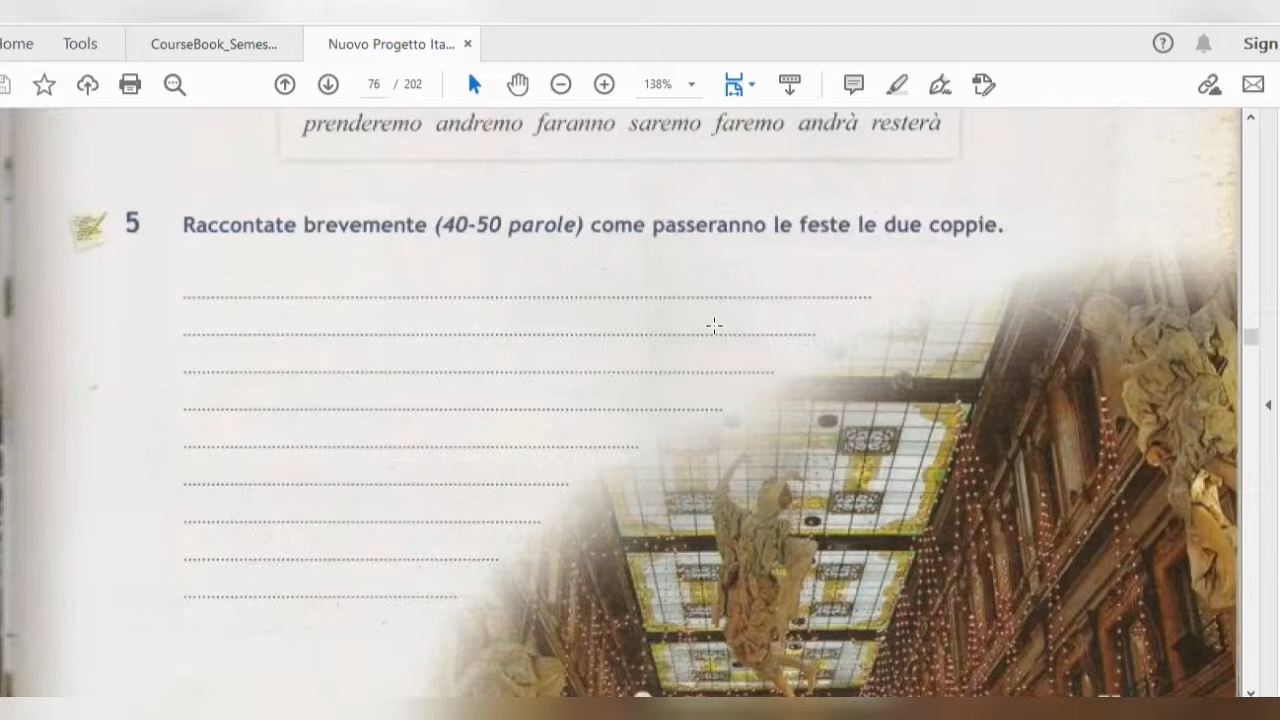 Home Tools CourseBook_Semes... Nuovo Progetto Ita... × Sign
76 / 202 138%
prenderemo andremo faranno saremo faremo andrà resterà
5 Raccontate brevemente (40-50 parole) come passeranno le feste le due coppie.